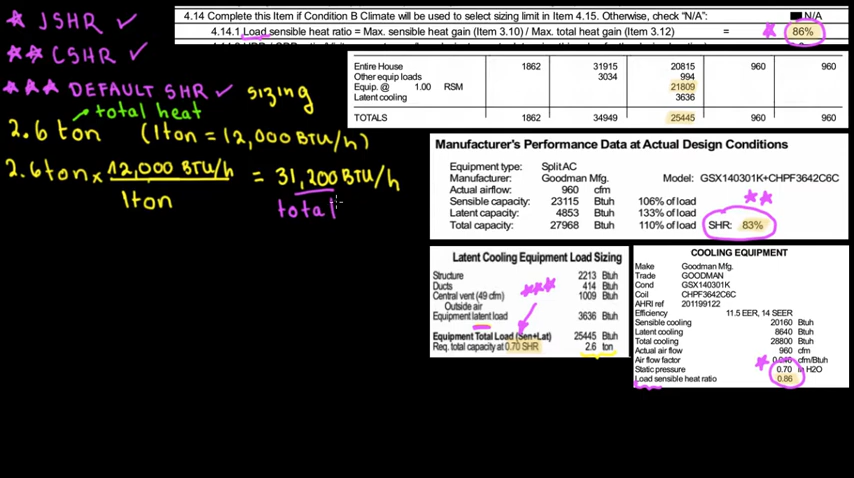 JSHR
CSHR
DEFAULT SHR sizing
total heat
2.6 ton (1ton = 12,000 BTU/h)
2.6ton x 12,000 BTU/h / 1ton = 31,200 BTU/h
total
4.14 Complete this Item if Condition B Climate will be used to select sizing limit in Item 4.15. Otherwise, check "N/A": N/A
4.14.1 Load sensible heat ratio = Max. sensible heat gain (Item 3.10) / Max. total heat gain (Item 3.12) = 86%
Entire House 1862 31915 20815 960 960
Other equip loads 3034 994
Equip. @ 1.00 RSM 21809
Latent cooling 3636
TOTALS 1862 34949 25445 960 960
Manufacturer's Performance Data at Actual Design Conditions
Equipment type: SplitAC
Manufacturer: Goodman Mfg. Model: GSX140301K+CHPF3642C6C
Actual airflow: 960 cfm
Sensible capacity: 23115 Btuh 106% of load
Latent capacity: 4853 Btuh 133% of load
Total capacity: 27968 Btuh 110% of load SHR: 83%
Latent Cooling Equipment Load Sizing
Structure 2213 Btuh
Ducts 414 Btuh
Central vent (49 cfm) 1009 Btuh
Outside air
Equipment latent load 3636 Btuh
Equipment Total Load (Sen+Lat) 25445 Btuh
Req. total capacity at 0.70 SHR 2.6 ton
COOLING EQUIPMENT
Make Goodman Mfg.
Trade GOODMAN
Cond GSX140301K
Coil CHPF3642C6C
AHRI ref 201199122
Efficiency 11.5 EER, 14 SEER
Sensible cooling 20160 Btuh
Latent cooling 8640 Btuh
Total cooling 28800 Btuh
Actual air flow 960 cfm
Air flow factor cfm/Btuh
Static pressure 0.70 in H2O
Load sensible heat ratio 0.86